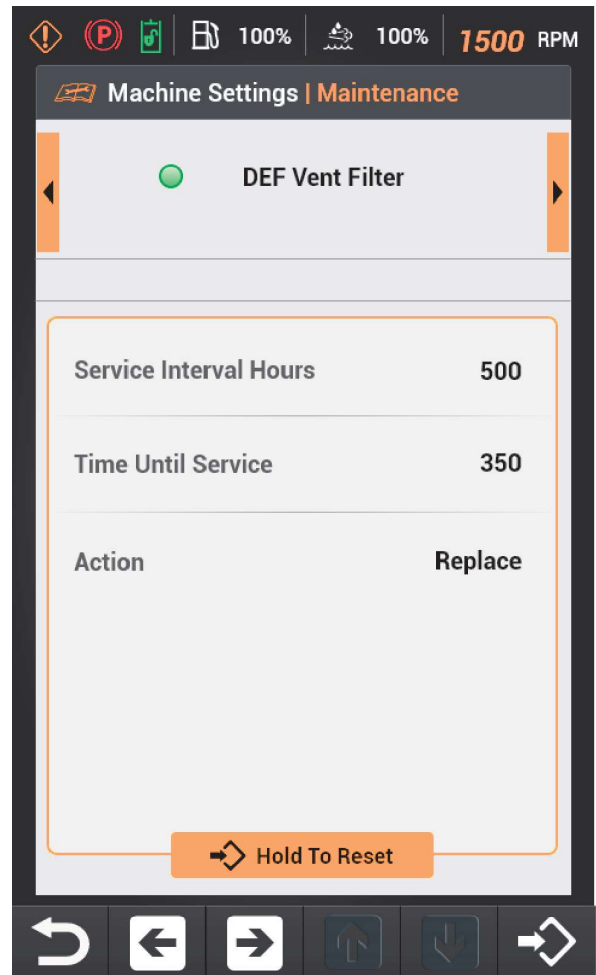 (P) 100% 100% 1500 RPM
Machine Settings | Maintenance
DEF Vent Filter
Service Interval Hours 500
Time Until Service 350
Action Replace
Hold To Reset